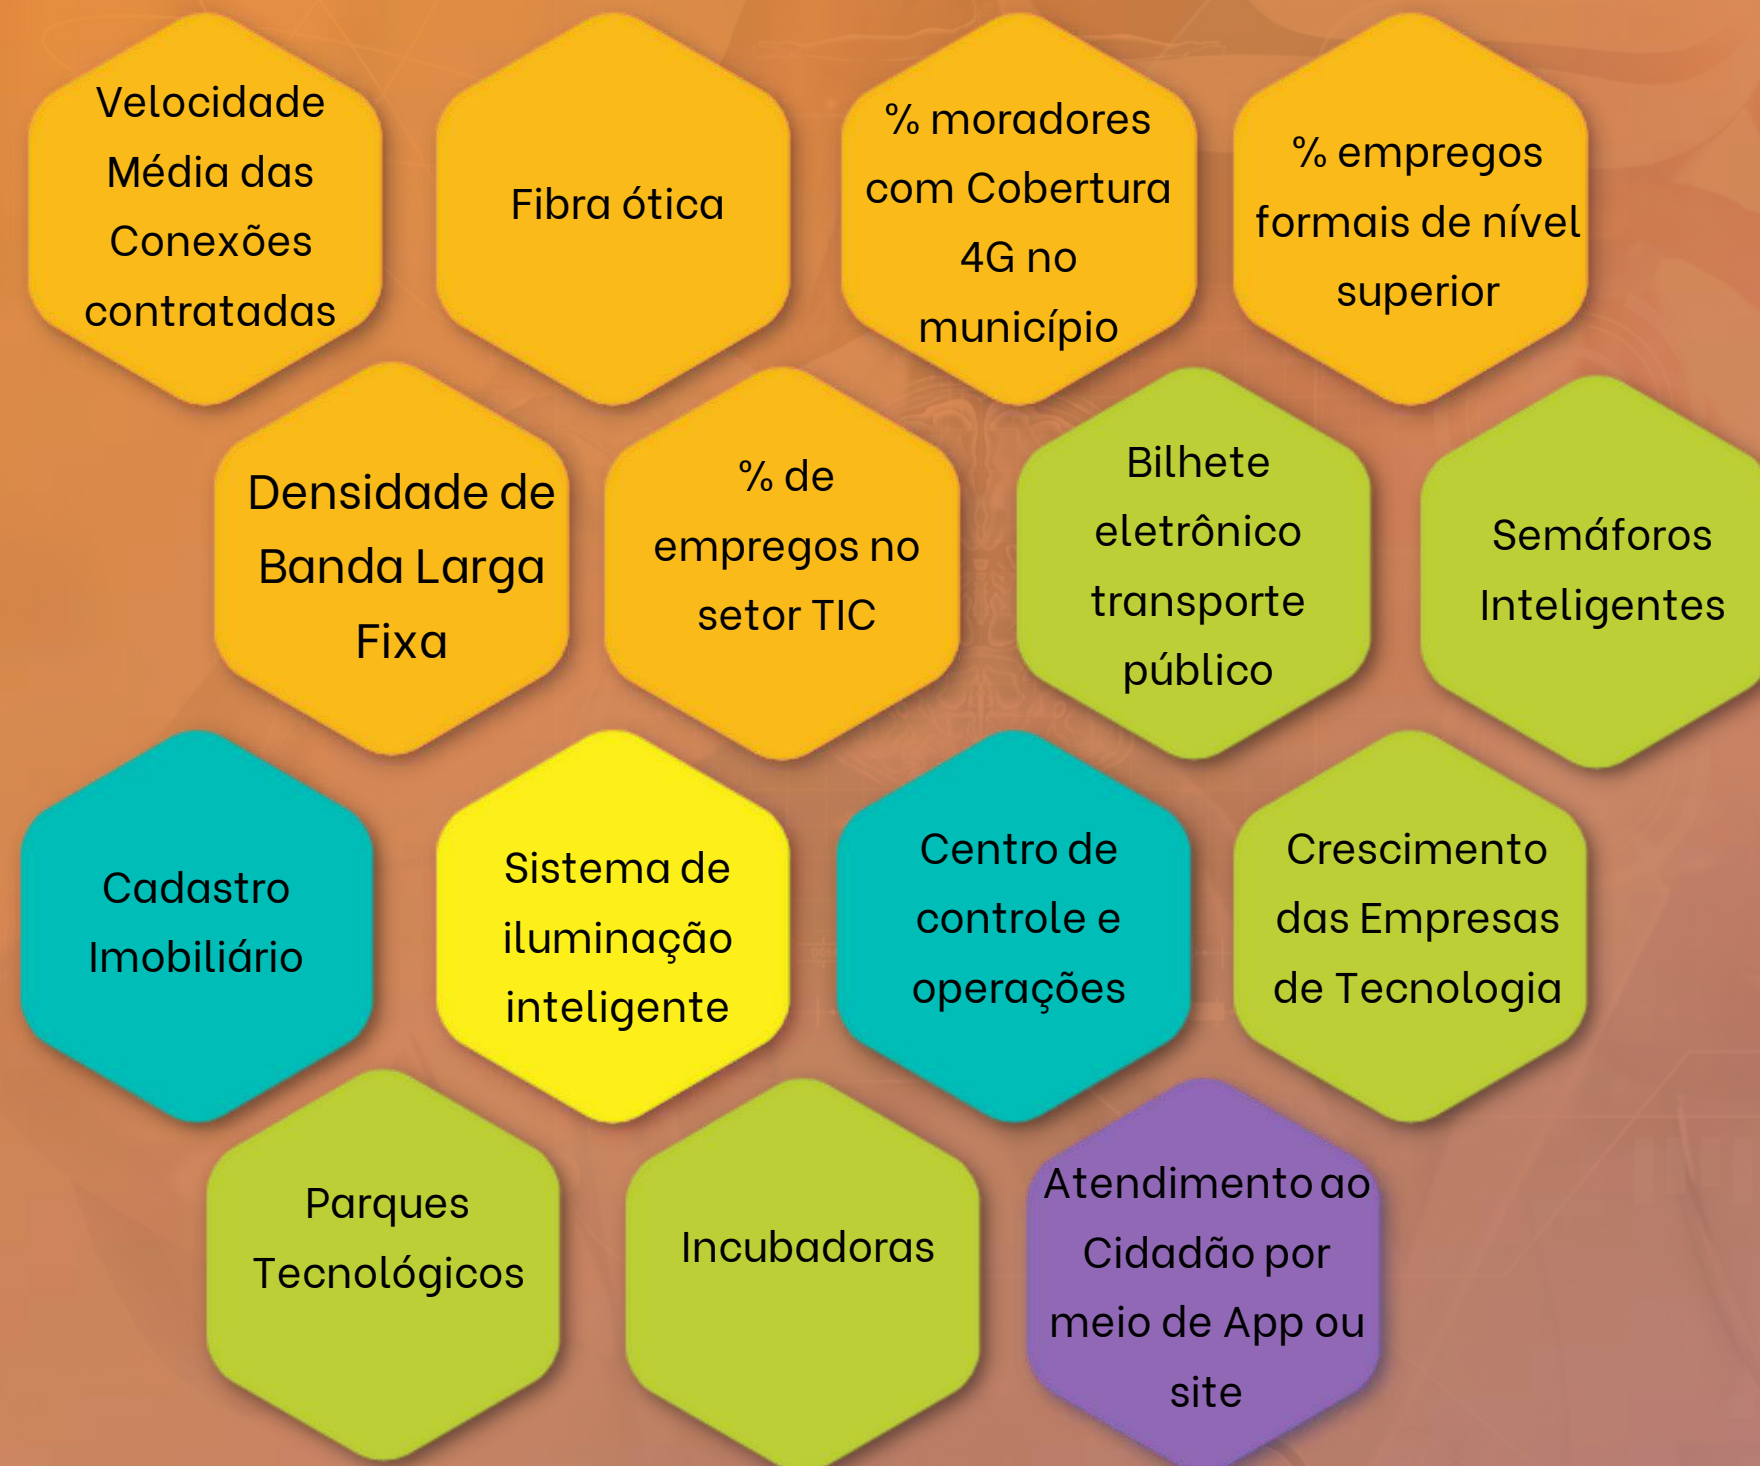 Velocidade
Média das
Conexões
contratadas
Fibra ótica
% moradores
com Cobertura
4G no
município
% empregos
formais de nível
superior
Densidade de
Banda Larga
Fixa
% de
empregos no
setor TIC
Bilhete
eletrônico
transporte
público
Semáforos
Inteligentes
Cadastro
Imobiliário
Sistema de
iluminação
inteligente
Centro de
controle e
operações
Crescimento
das Empresas
de Tecnologia
Parques
Tecnológicos
Incubadoras
Atendimento ao
Cidadão por
meio de App ou
site